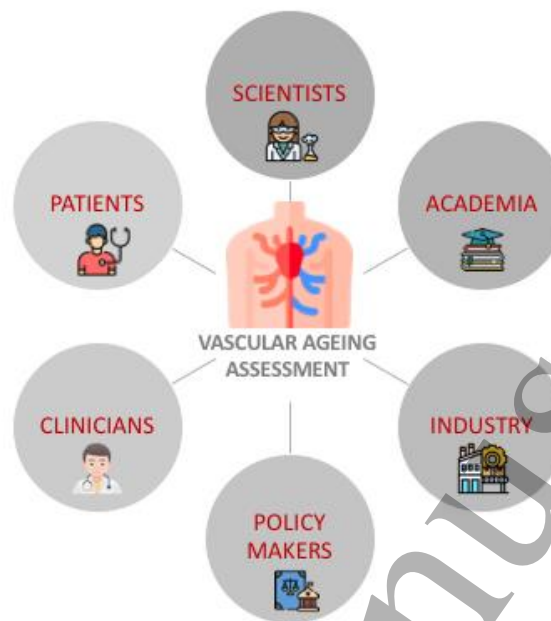 SCIENTISTS
PATIENTS
ACADEMIA
VASCULAR AGEING
ASSESSMENT
CLINICIANS
INDUSTRY
POLICY
MAKERS